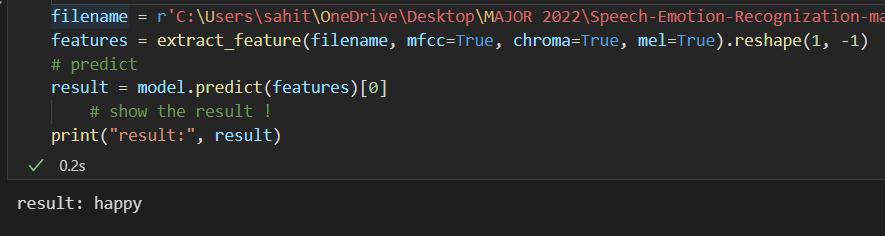 filename = r'C:\Users\sahit\OneDrive\Desktop\MAJOR 2022\Speech-Emotion-Recognization-ma
features = extract_feature(filename, mfcc=True, chroma=True, mel=True).reshape(1, -1)
# predict
result = model.predict(features)[0]
# show the result !
print("result:", result)
0.2s
result: happy